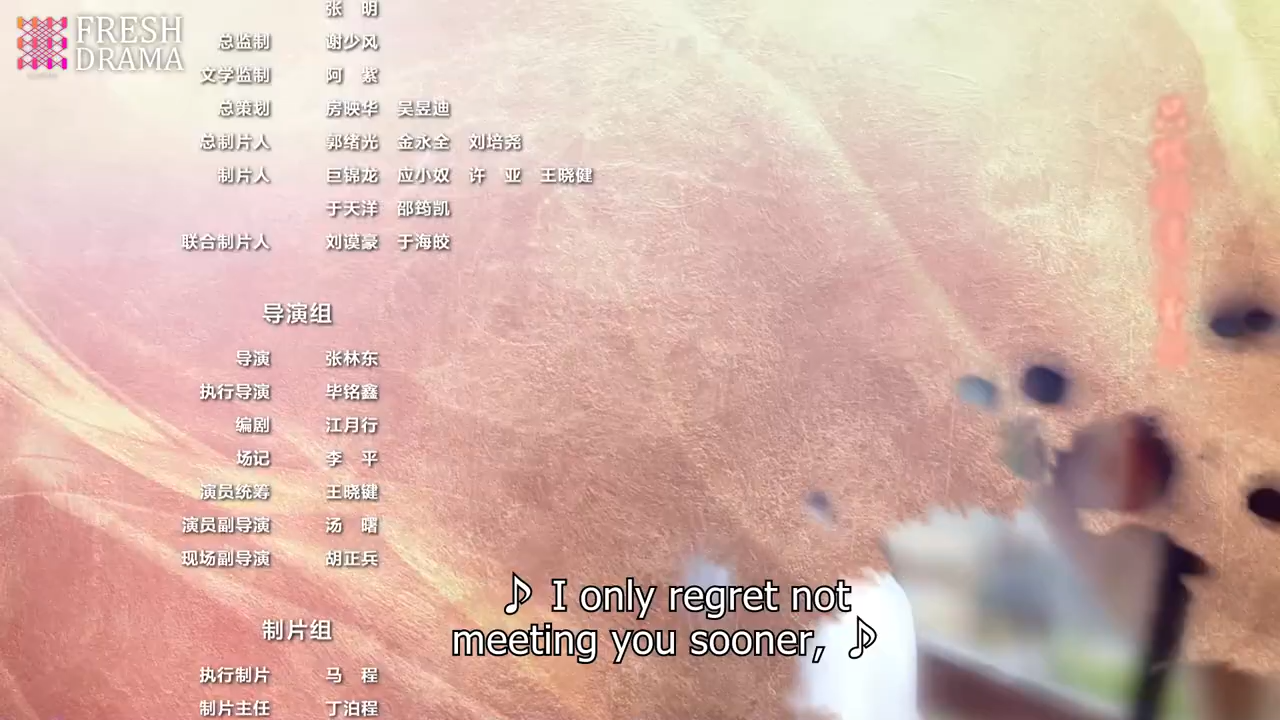 FRESH
DRAMA
张 明
总监制 谢少风
文学监制 阿 紫
总策划 房映华 吴昱迪
总制片人 郭绪光 金永全 刘培尧
制片人 巨锦龙 应小奴 许 亚 王晓健
于天洋 邵筠凯
联合制片人 刘谟豪 于海皎
导演组
导演 张林东
执行导演 毕铭鑫
编剧 江月行
场记 李 平
演员统筹 王晓键
演员副导演 汤 曙
现场副导演 胡正兵
♪ I only regret not
meeting you sooner, ♪
制片组
执行制片 马 程
制片主任 丁泊程